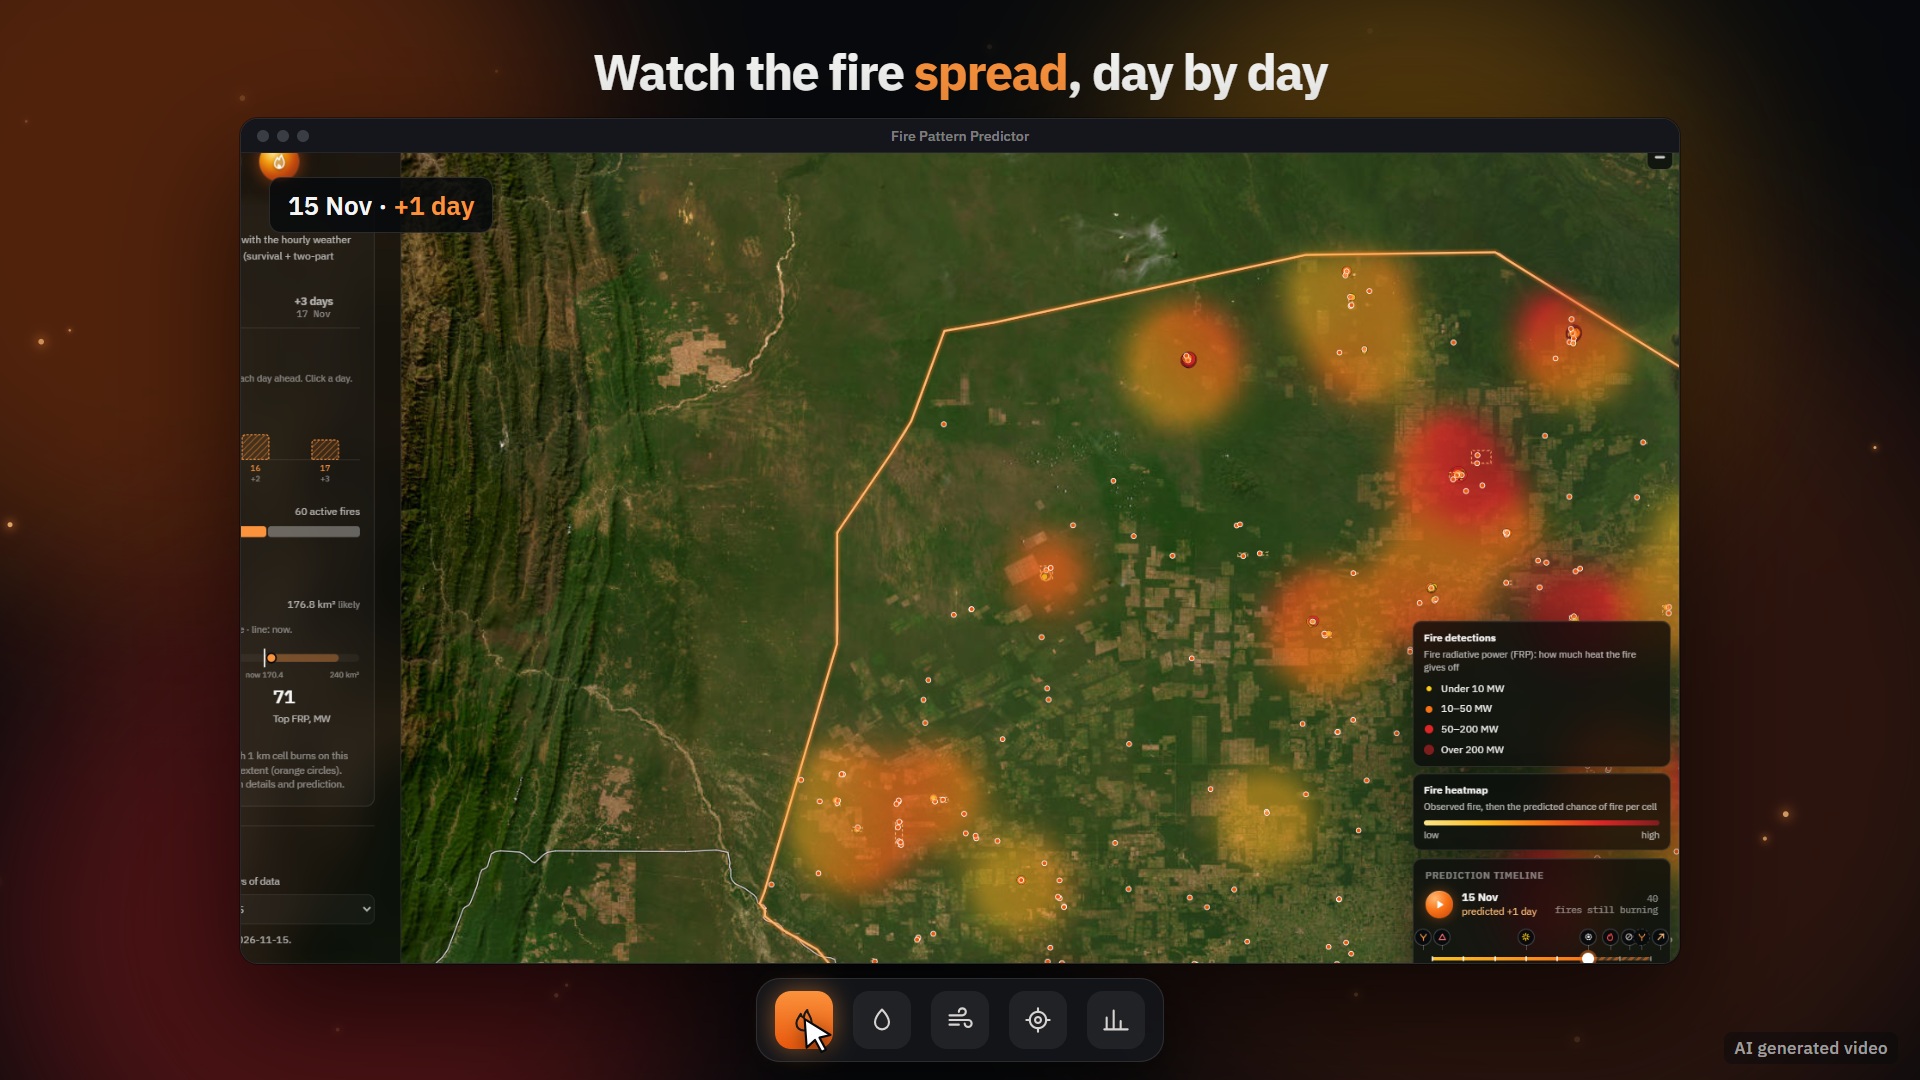 Watch the fire spread, day by day
Fire Pattern Predictor
15 Nov · +1 day
with the hourly weather
(survival + two-part
+3 days
17 Nov
ach day ahead. Click a day.
16
17
+2
+3
60 active fires
176.8 km² likely
e - line: now.
now 170.4
240 km²
71
Top FRP, MW
h 1 km cell burns on this
extent (orange circles).
details and prediction.
s of data
026-11-15.
Fire detections
Fire radiative power (FRP): how much heat the fire
gives off
Under 10 MW
10–50 MW
50–200 MW
Over 200 MW
Fire heatmap
Observed fire, then the predicted chance of fire per cell
low
high
PREDICTION TIMELINE
15 Nov
40
predicted +1 day
fires still burning
AI generated video